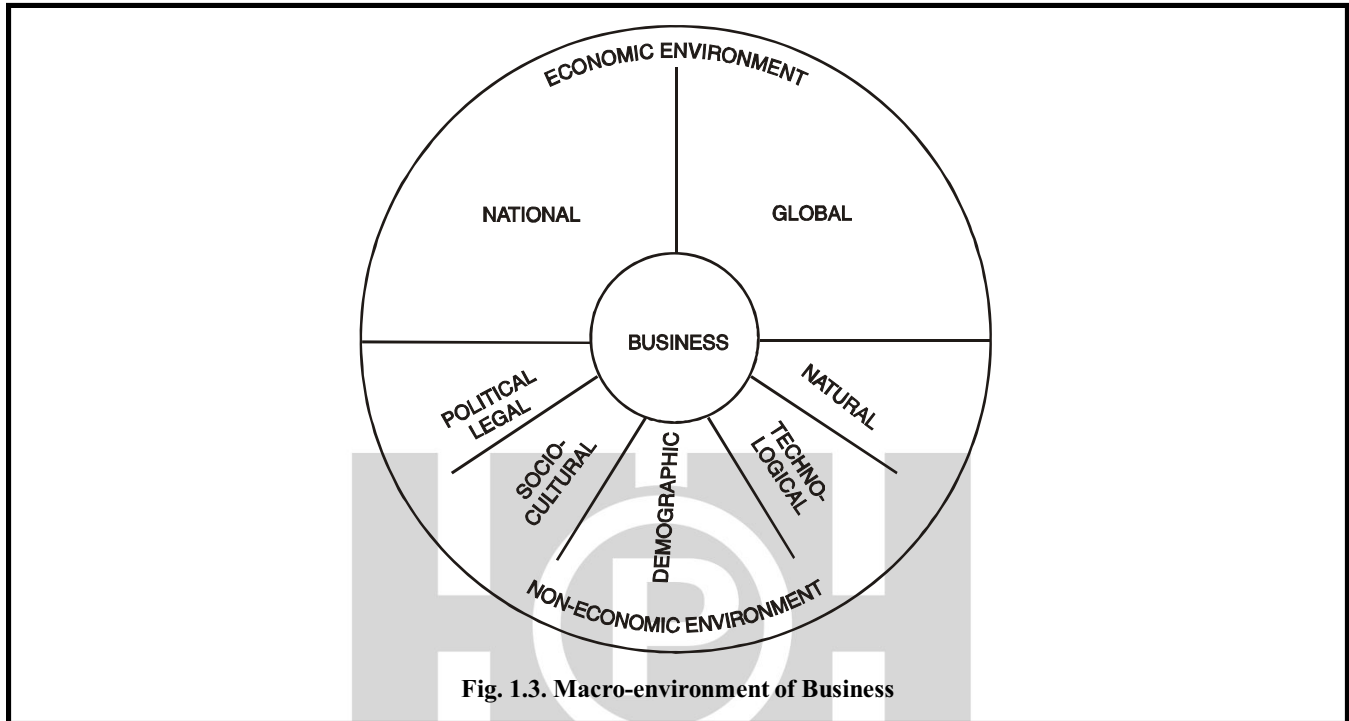 ECONOMIC ENVIRONMENT
NATIONAL
GLOBAL
BUSINESS
POLITICAL
LEGAL
SOCIO-
CULTURAL
DEMOGRAPHIC
TECHNO-
LOGICAL
NATURAL
NON-ECONOMIC ENVIRONMENT
HPH
Fig. 1.3. Macro-environment of Business